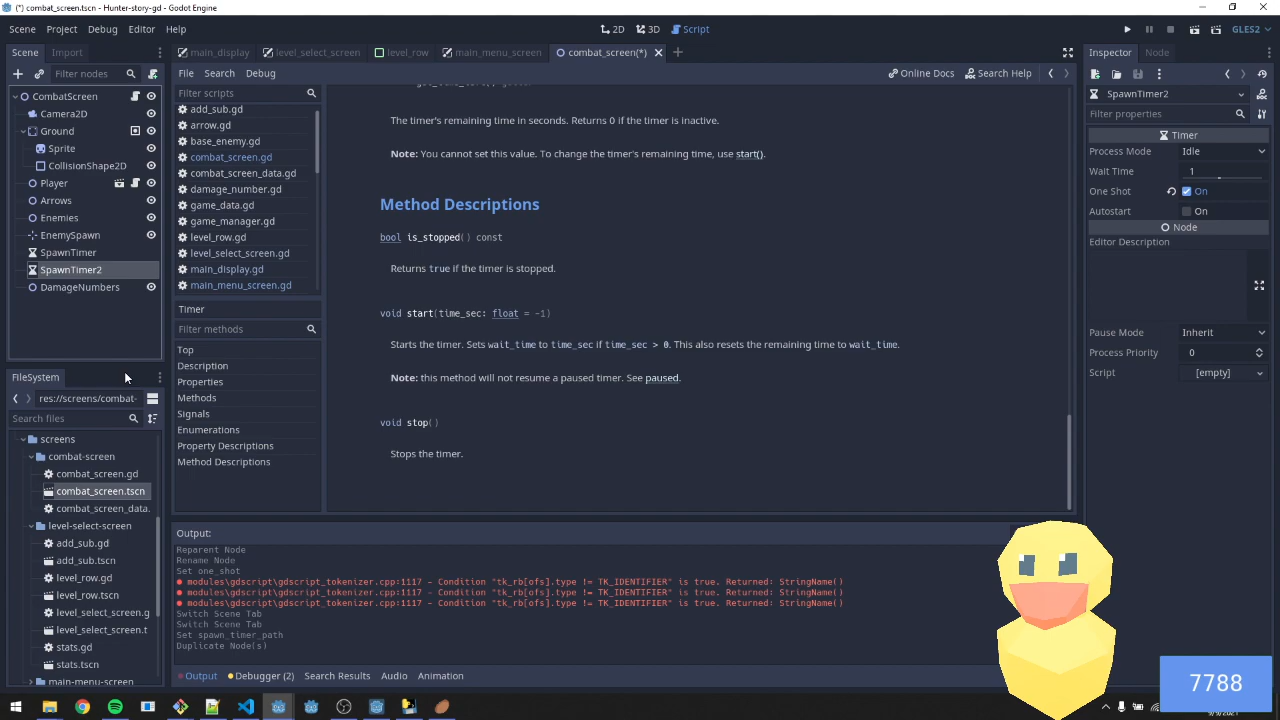 (*) combat_screen.tscn - Hunter-story-gd - Godot Engine
Scene Project Debug Editor Help
2D 3D Script
GLES2
Scene Import
main_display level_select_screen level_row main_menu_screen combat_screen(*)
Inspector Node
Filter nodes
File Search Debug
Online Docs Search Help
CombatScreen
Camera2D
Ground
Sprite
CollisionShape2D
Player
Arrows
Enemies
EnemySpawn
SpawnTimer
SpawnTimer2
DamageNumbers
FileSystem
res://screens/combat-
Search files
screens
combat-screen
combat_screen.gd
combat_screen.tscn
combat_screen_data.
level-select-screen
add_sub.gd
add_sub.tscn
level_row.gd
level_row.tscn
level_select_screen.g
level_select_screen.t
stats.gd
stats.tscn
main-menu-screen
Filter scripts
add_sub.gd
arrow.gd
base_enemy.gd
combat_screen.gd
combat_screen_data.gd
damage_number.gd
game_data.gd
game_manager.gd
level_row.gd
level_select_screen.gd
main_display.gd
main_menu_screen.gd
Timer
Filter methods
Top
Description
Properties
Methods
Signals
Enumerations
Property Descriptions
Method Descriptions
The timer's remaining time in seconds. Returns 0 if the timer is inactive.
Note: You cannot set this value. To change the timer's remaining time, use start().
Method Descriptions
bool is_stopped() const
Returns true if the timer is stopped.
void start(time_sec: float = -1)
Starts the timer. Sets wait_time to time_sec if time_sec > 0. This also resets the remaining time to wait_time.
Note: this method will not resume a paused timer. See paused.
void stop()
Stops the timer.
Output:
Reparent Node
Rename Node
Set one_shot
modules\gdscript\gdscript_tokenizer.cpp:1117 - Condition "tk_rb[ofs].type != TK_IDENTIFIER" is true. Returned: StringName()
modules\gdscript\gdscript_tokenizer.cpp:1117 - Condition "tk_rb[ofs].type != TK_IDENTIFIER" is true. Returned: StringName()
modules\gdscript\gdscript_tokenizer.cpp:1117 - Condition "tk_rb[ofs].type != TK_IDENTIFIER" is true. Returned: StringName()
Switch Scene Tab
Switch Scene Tab
Set spawn_timer_path
Duplicate Node(s)
Output Debugger (2) Search Results Audio Animation
SpawnTimer2
Filter properties
Timer
Process Mode Idle
Wait Time 1
One Shot On
Autostart On
Node
Editor Description
Pause Mode Inherit
Process Priority 0
Script [empty]
7788